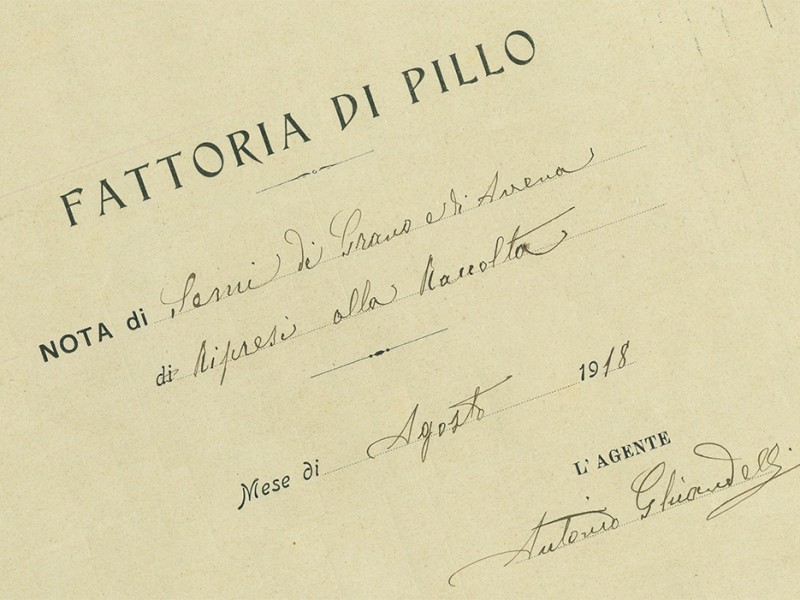 FATTORIA DI PILLO
NOTA di Semi di Grano e di Avena
di Ripresi alla Raccolta
Mese di Agosto 1918
L'AGENTE
Antonio Ghiandelli